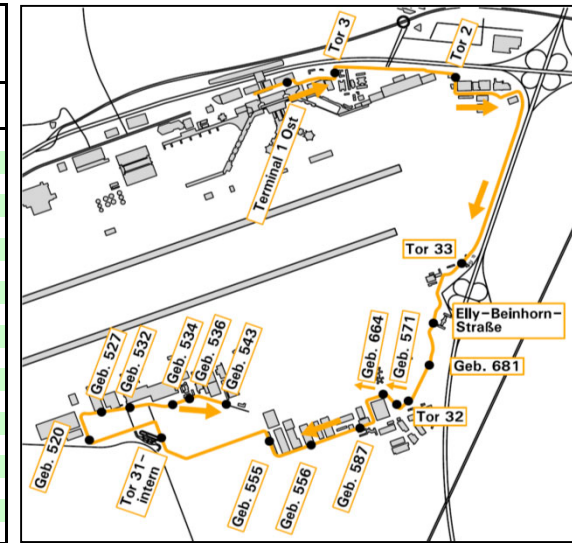 Tor 3
Tor 2
Terminal 1 Ost
Tor 33
Elly-Beinhorn-
Straße
Geb. 664
Geb. 571
Geb. 681
Geb. 527
Geb. 532
Geb. 534
Geb. 536
Geb. 543
Tor 32
Geb. 520
Tor 31-
intern
Geb. 555
Geb. 556
Geb. 587